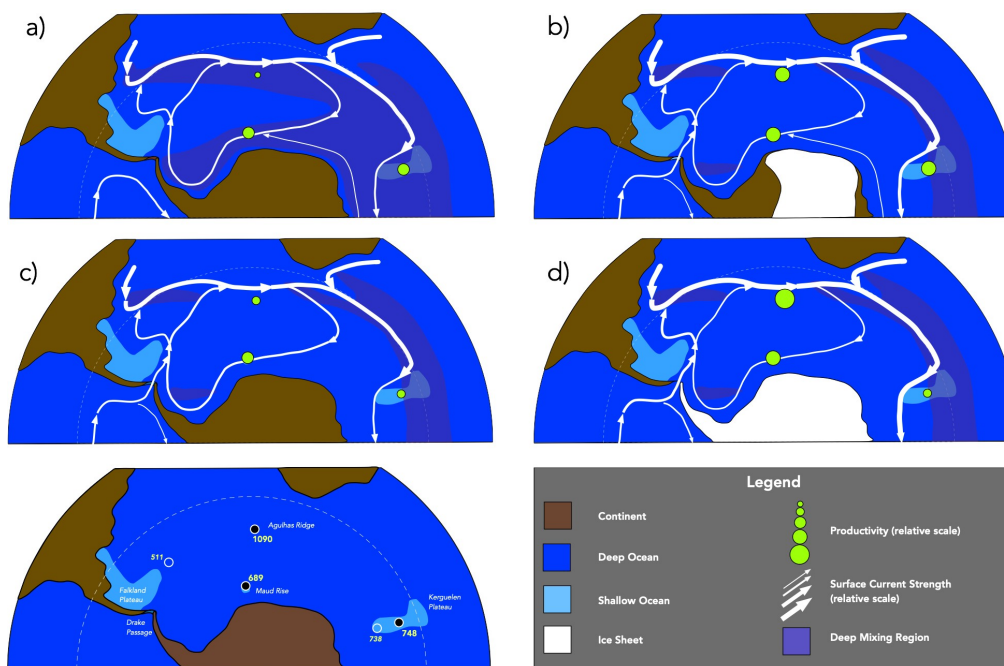 a)
b)
c)
d)
511
Agulhas Ridge
1090
689
Maud Rise
Falkland
Plateau
Drake
Passage
Kerguelen
Plateau
738
748
Legend
Continent
Deep Ocean
Shallow Ocean
Ice Sheet
Productivity (relative scale)
Surface Current Strength
(relative scale)
Deep Mixing Region